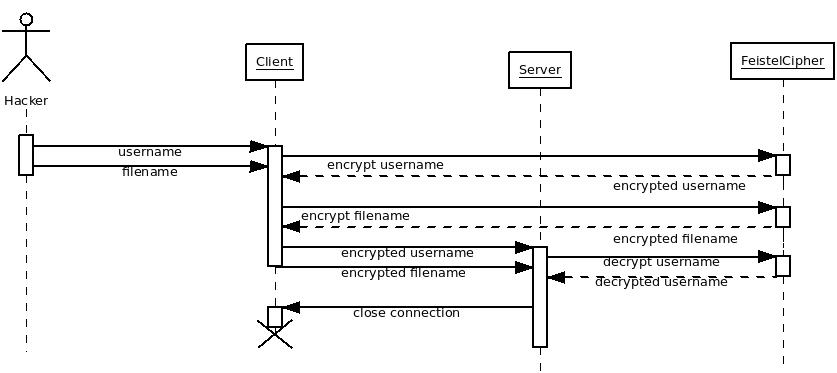 Client
Server
FeistelCipher
Hacker
username
encrypt username
filename
encrypted username
encrypt filename
encrypted filename
encrypted username
decrypt username
encrypted filename
decrypted username
close connection